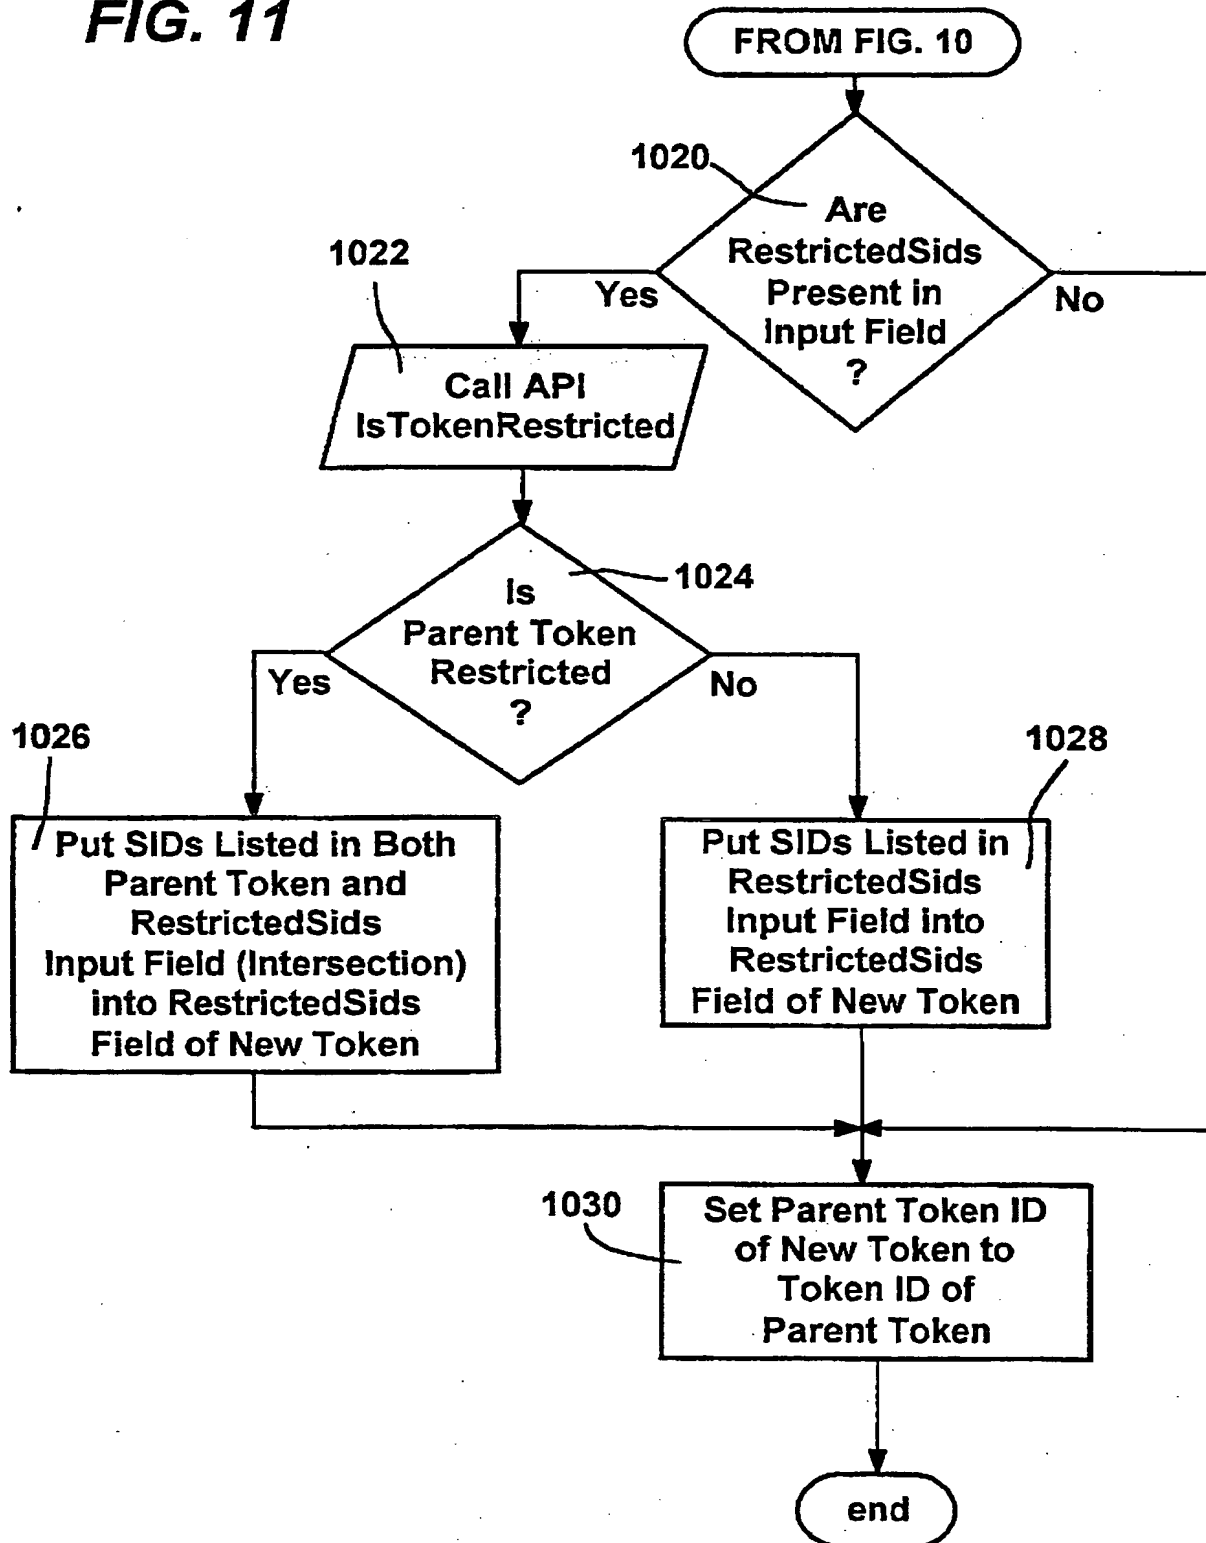 FIG. 11
FROM FIG. 10
1020
Are
RestrictedSids
Present in
Input Field
?
Yes
No
1022
Call API
IsTokenRestricted
1024
Is
Parent Token
Restricted
?
Yes
No
1026
Put SIDs Listed in Both
Parent Token and
RestrictedSids
Input Field (Intersection)
into RestrictedSids
Field of New Token
1028
Put SIDs Listed in
RestrictedSids
Input Field into
RestrictedSids
Field of New Token
1030
Set Parent Token ID
of New Token to
Token ID of
Parent Token
end